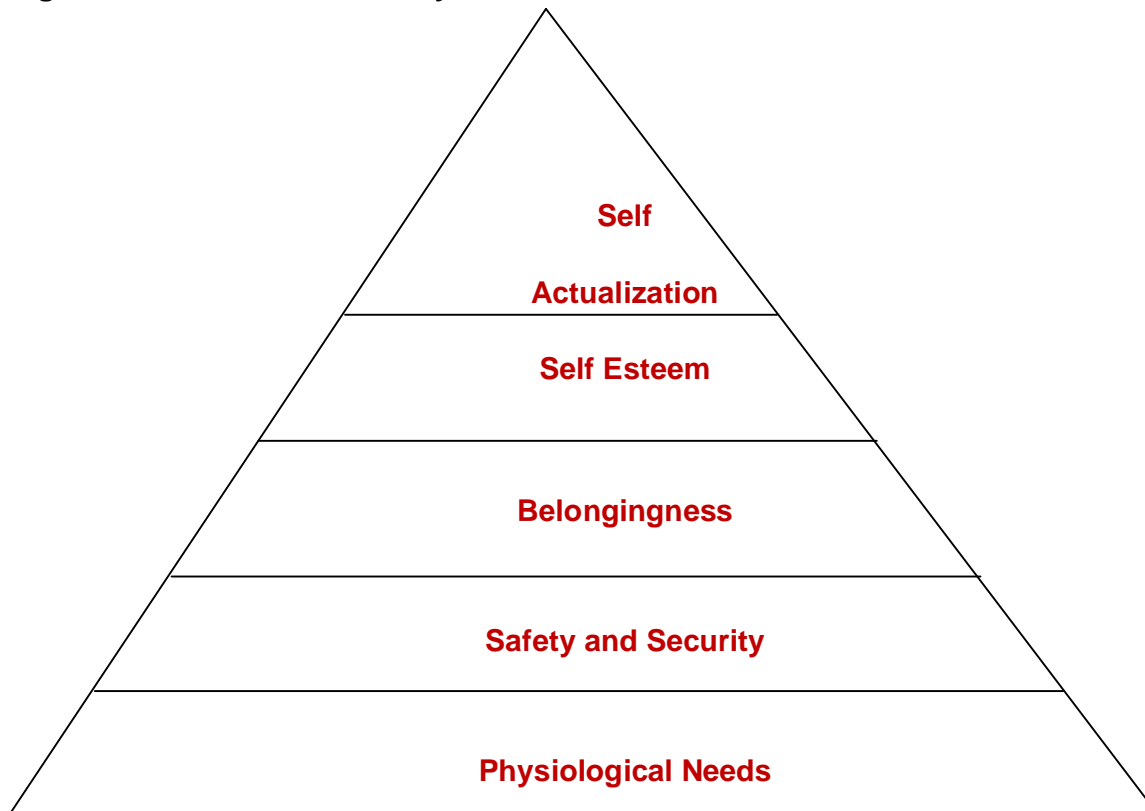 Self
Actualization
Self Esteem
Belongingness
Safety and Security
Physiological Needs